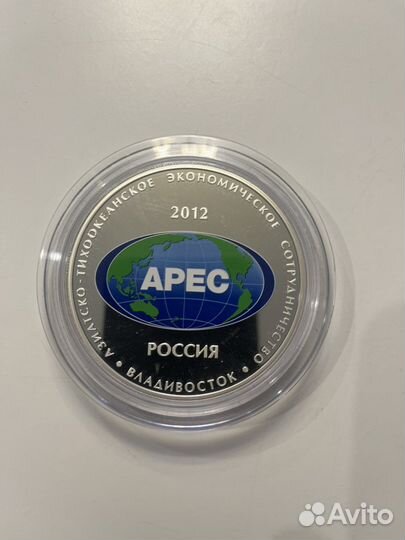 АЗИАТСКО-ТИХООКЕАНСКОЕ ЭКОНОМИЧЕСКОЕ СОТРУДНИЧЕСТВО
2012
APEC
РОССИЯ
• ВЛАДИВОСТОК •
Avito